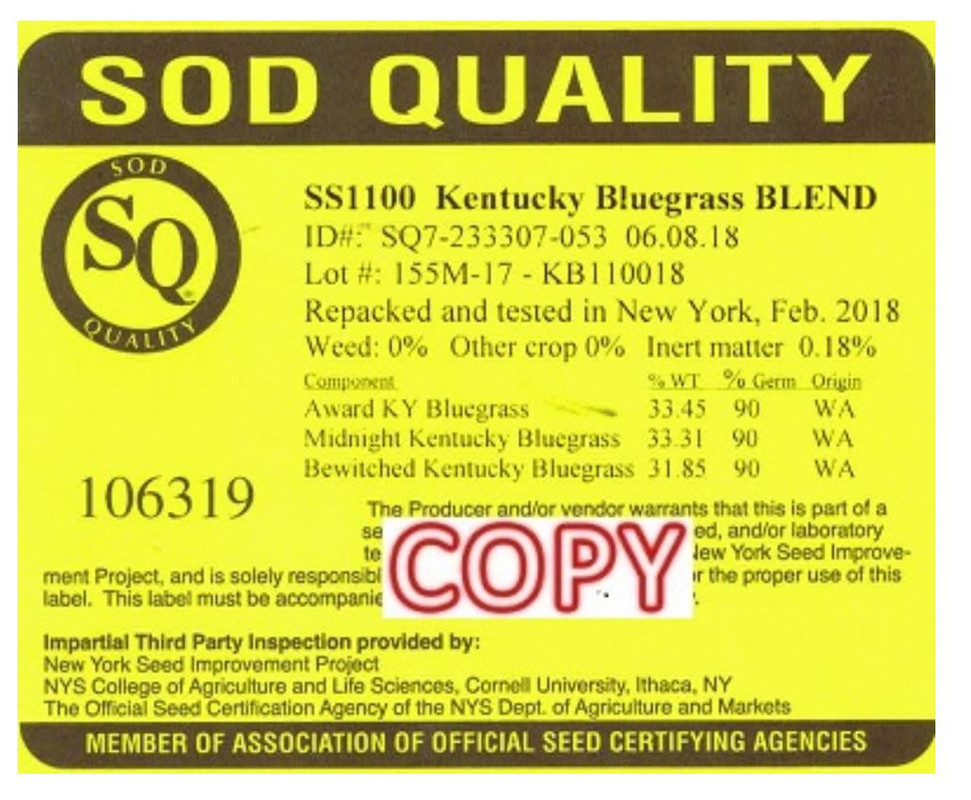 SOD QUALITY
SOD
SQ
QUALITY
SS1100 Kentucky Bluegrass BLEND
ID#: SQ7-233307-053 06.08.18
Lot #: 155M-17 - KB110018
Repacked and tested in New York, Feb. 2018
Weed: 0% Other crop 0% Inert matter 0.18%
Component % WT % Germ Origin
Award KY Bluegrass 33.45 90 WA
Midnight Kentucky Bluegrass 33.31 90 WA
Bewitched Kentucky Bluegrass 31.85 90 WA
106319
The Producer and/or vendor warrants that this is part of a
and/or laboratory
New York Seed Improve-
ment Project, and is solely the proper use of this
label. This label must be
COPY
Impartial Third Party Inspection provided by:
New York Seed Improvement Project
NYS College of Agriculture and Life Sciences, Cornell University, Ithaca, NY
The Official Seed Certification Agency of the NYS Dept. of Agriculture and Markets
MEMBER OF ASSOCIATION OF OFFICIAL SEED CERTIFYING AGENCIES